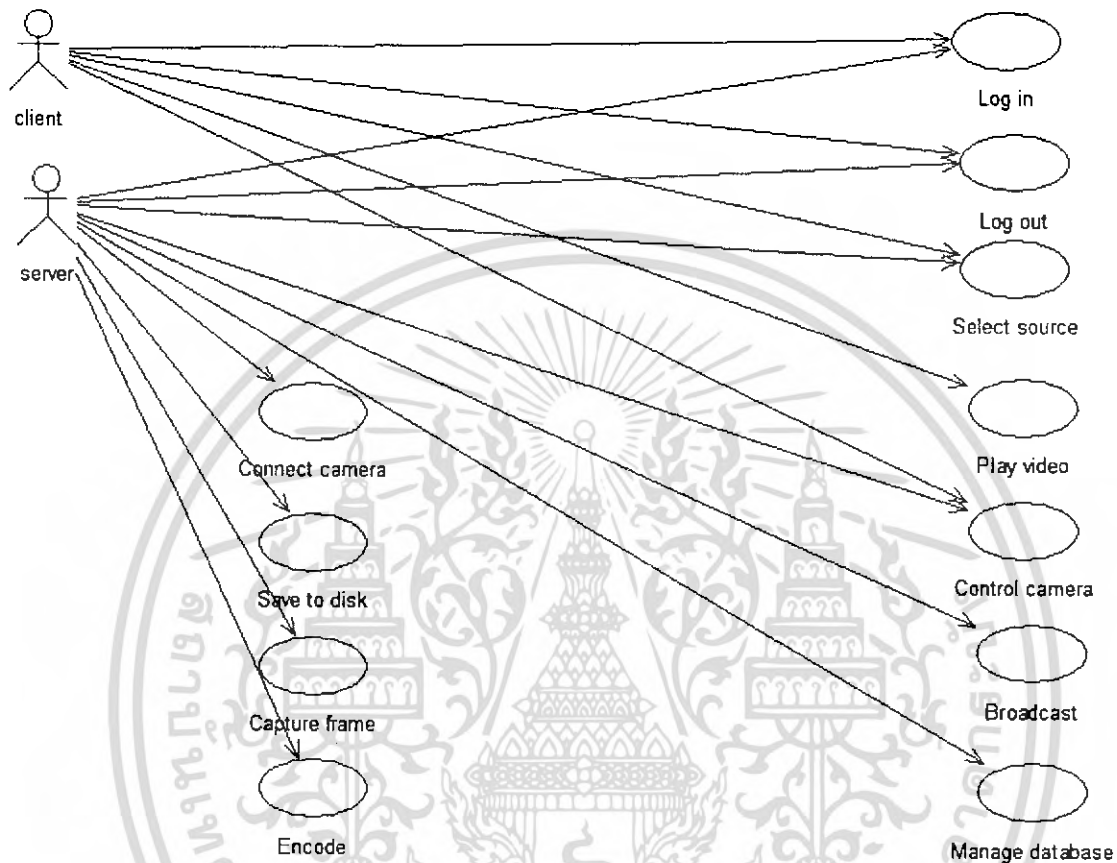 client
Log in
server
Log out
Select source
Connect camera
Play video
Save to disk
Control camera
Capture frame
Broadcast
Encode
Manage database